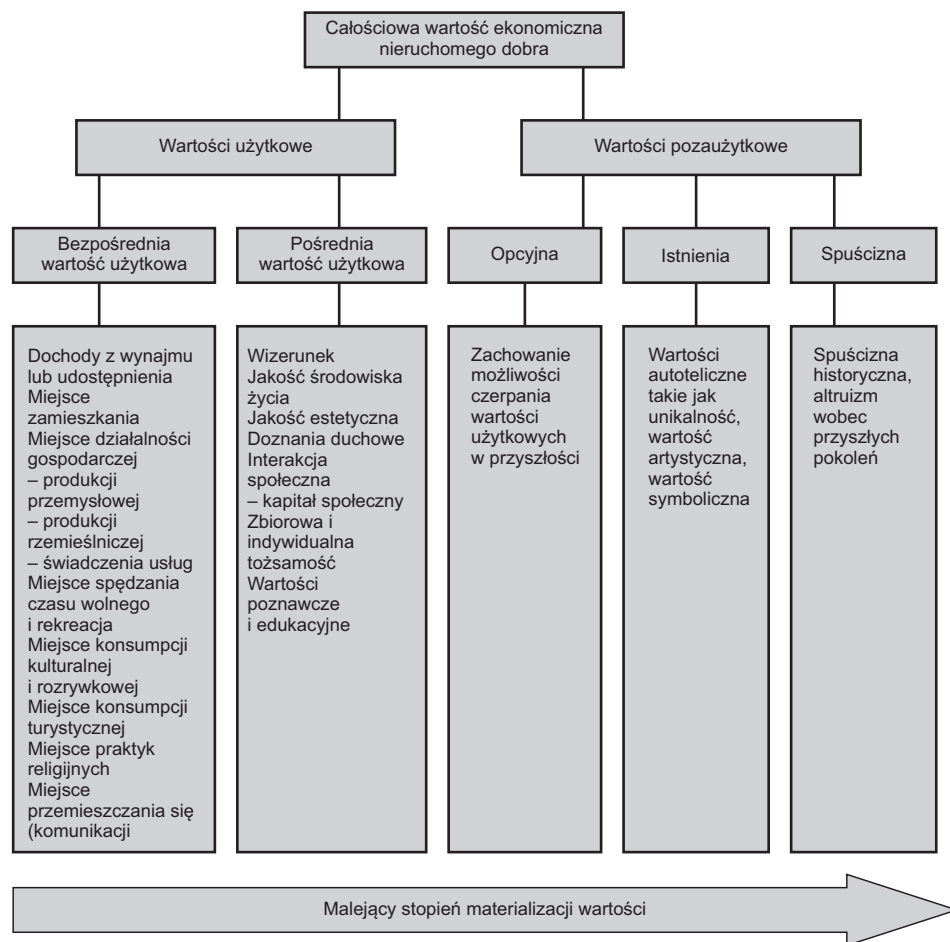 Całościowa wartość ekonomiczna
nieruchomego dobra
Wartości użytkowe
Wartości pozaużytkowe
Bezpośrednia
wartość użytkowa
Pośrednia
wartość użytkowa
Opcyjna
Istnienia
Spuścizna
Dochody z wynajmu
lub udostępnienia
Miejsce
zamieszkania
Miejsce działalności
gospodarczej
– produkcji
przemysłowej
– produkcji
rzemieślniczej
– świadczenia usług
Miejsce spędzania
czasu wolnego
i rekreacja
Miejsce konsumpcji
kulturalnej
i rozrywkowej
Miejsce konsumpcji
turystycznej
Miejsce praktyk
religijnych
Miejsce
przemieszczania się
(komunikacji
Wizerunek
Jakość środowiska
życia
Jakość estetyczna
Doznania duchowe
Interakcja
społeczna
– kapitał społeczny
Zbiorowa i
indywidualna
tożsamość
Wartości
poznawcze
i edukacyjne
Zachowanie
możliwości
czerpania
wartości
użytkowych
w przyszłości
Wartości
autoteliczne
takie jak
unikalność,
wartość
artystyczna,
wartość
symboliczna
Spuścizna
historyczna,
altruizm
wobec
przyszłych
pokoleń
Malejący stopień materializacji wartości